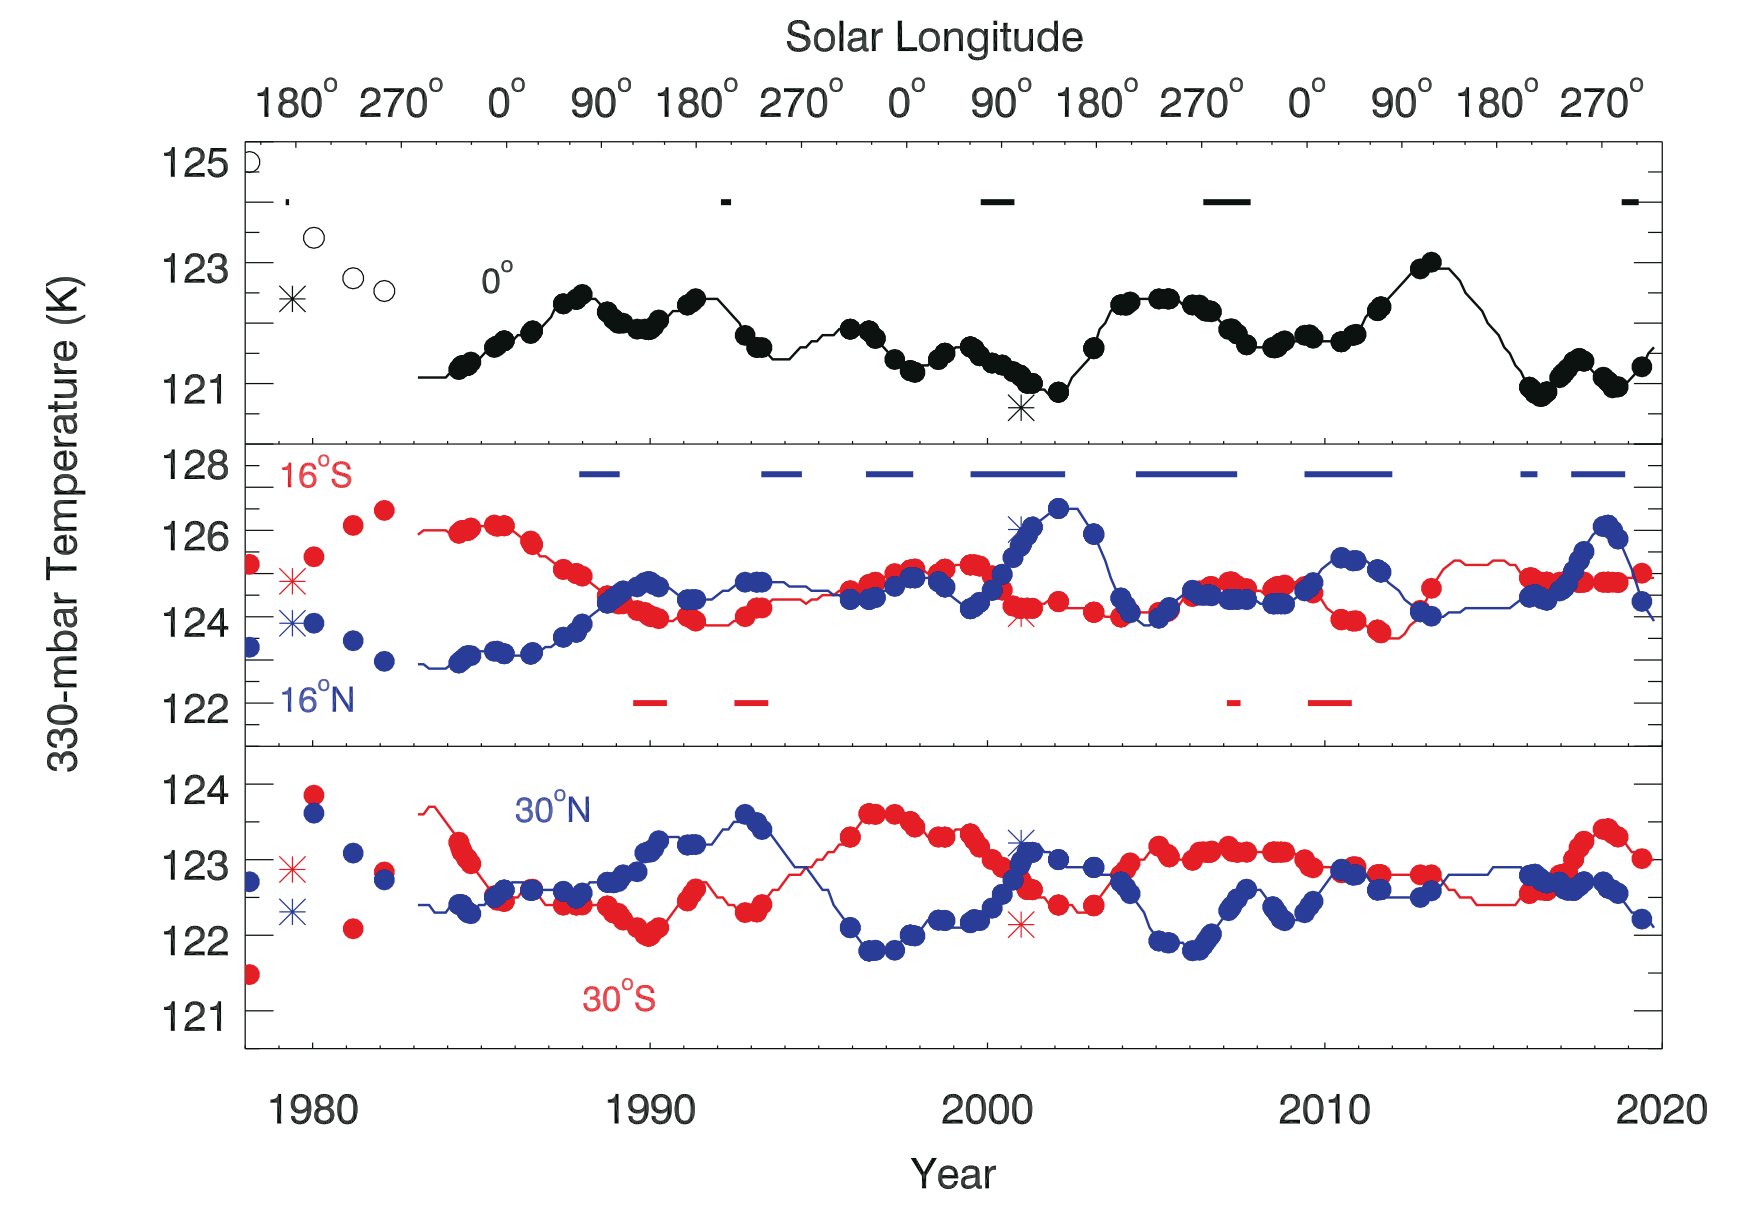 Solar Longitude
180° 270° 0° 90° 180° 270° 0° 90° 180° 270° 0° 90° 180° 270°
125
123
0°
121
330-mbar Temperature (K)
128
16°S
126
124
16°N
122
124
30°N
123
122
30°S
121
1980 1990 2000 2010 2020
Year